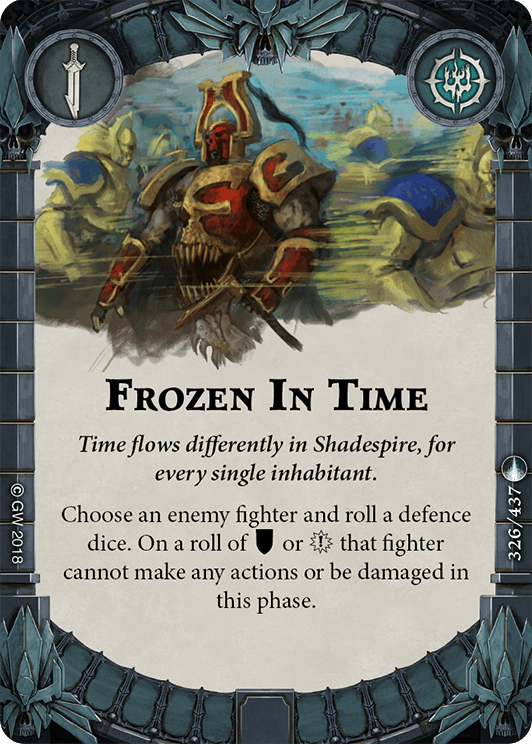 Frozen In Time
Time flows differently in Shadespire, for
every single inhabitant.
Choose an enemy fighter and roll a defence
dice. On a roll of or that fighter
cannot make any actions or be damaged in
this phase.
© GW 2018
326/437